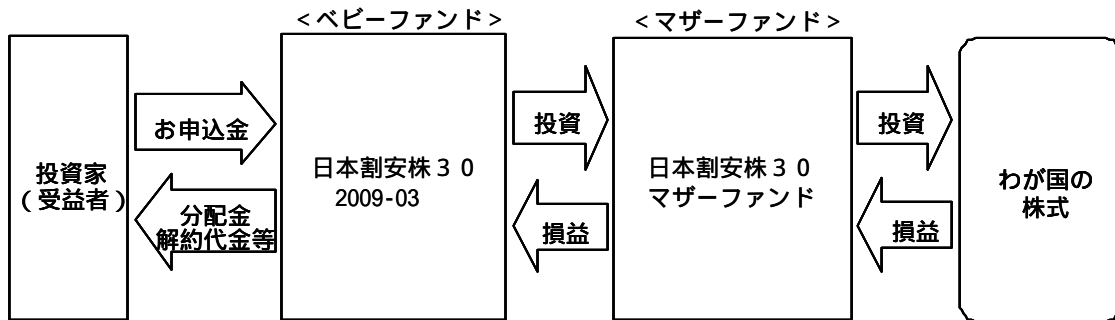 ＜ベビーファンド＞
＜マザーファンド＞
投資家
（受益者）
お申込金
分配金
解約代金等
日本割安株３０
2009-03
投資
損益
日本割安株３０
マザーファンド
投資
損益
わが国の
株式